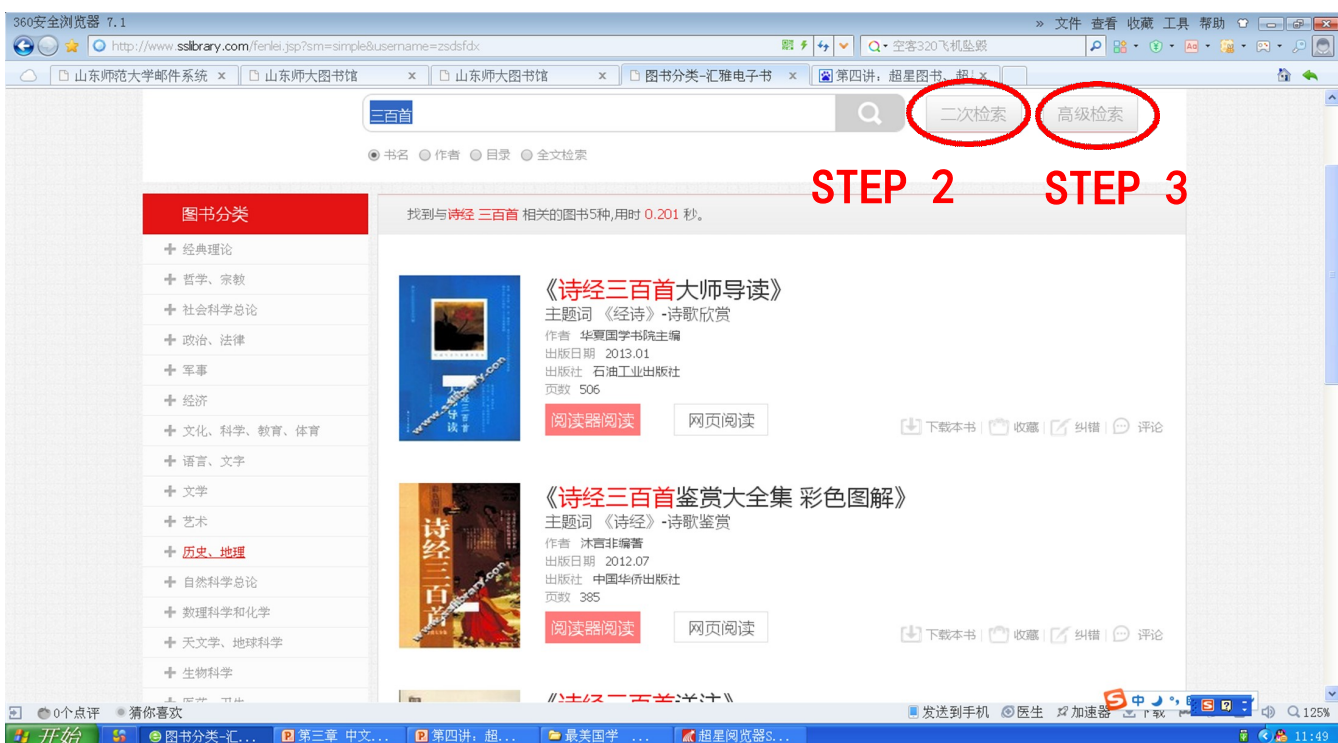 360安全浏览器 7.1
» 文件 查看 收藏 工具 帮助
http://www.sslibrary.com/fenlei.jsp?sm=simple&username=zsdsfdx
空客320飞机坠毁
山东师范大学邮件系统 x
山东师大图书馆 x
山东师大图书馆 x
图书分类-汇雅电子书 x
第四讲：超星图书、超 x
三百首
二次检索
高级检索
书名 作者 目录 全文检索
STEP 2
STEP 3
图书分类
找到与诗经 三百首 相关的图书5种,用时 0.201 秒。
经典理论
哲学、宗教
社会科学总论
政治、法律
军事
经济
文化、科学、教育、体育
语言、文字
文学
艺术
历史、地理
自然科学总论
数理科学和化学
天文学、地球科学
生物科学
医药、卫生
《诗经三百首大师导读》
主题词 《经诗》-诗歌欣赏
作者 华夏国学书院主编
出版日期 2013.01
出版社 石油工业出版社
页数 506
阅读器阅读 网页阅读
下载本书 收藏 纠错 评论
www.sslibrary.com
《诗经三百首鉴赏大全集 彩色图解》
主题词 《诗经》-诗歌鉴赏
作者 沐言非编著
出版日期 2012.07
出版社 中国华侨出版社
页数 385
阅读器阅读 网页阅读
下载本书 收藏 纠错 评论
诗经三百首
www.sslibrary.com
《诗经三百首详注》
0个点评 猜你喜欢
发送到手机 医生 加速器 下载
中
125%
开始
图书分类-汇...
第三章 中文...
第四讲：超...
最美国学 ...
超星阅览器S...
11:49